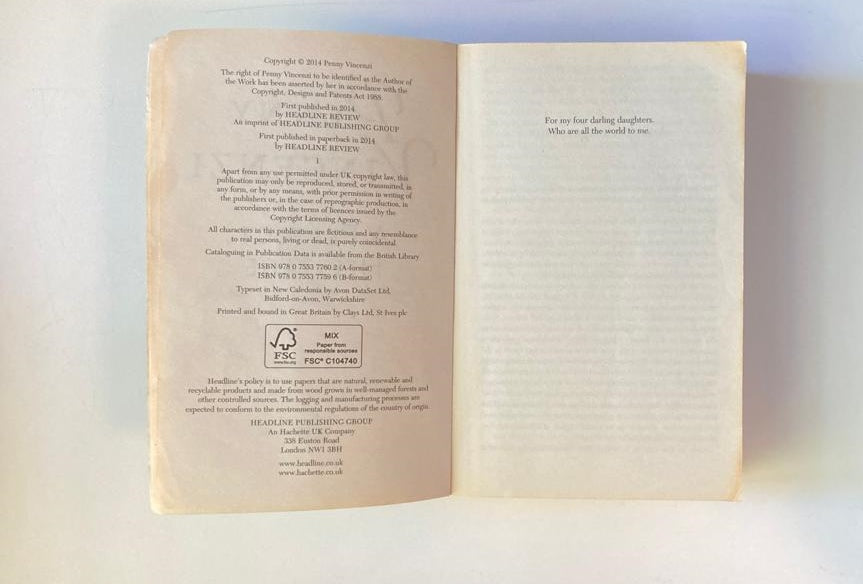 Copyright © 2014 Penny Vincenzi
The right of Penny Vincenzi to be identified as the Author of
the Work has been asserted by her in accordance with the
Copyright, Designs and Patents Act 1988.
First published in 2014
by HEADLINE REVIEW
An imprint of HEADLINE PUBLISHING GROUP
First published in paperback in 2014
by HEADLINE REVIEW
1
Apart from any use permitted under UK copyright law, this
publication may only be reproduced, stored, or transmitted, in
any form, or by any means, with prior permission in writing of
the publishers or, in the case of reprographic production, in
accordance with the terms of licences issued by the
Copyright Licensing Agency.
All characters in this publication are fictitious and any resemblance
to real persons, living or dead, is purely coincidental.
Cataloguing in Publication Data is available from the British Library
ISBN 978 0 7553 7760 2 (A-format)
ISBN 978 0 7553 7759 6 (B-format)
Typeset in New Caledonia by Avon DataSet Ltd,
Bidford-on-Avon, Warwickshire
Printed and bound in Great Britain by Clays Ltd, St Ives plc
MIX
Paper from
responsible sources
FSC
www.fsc.org
FSC® C104740
Headline's policy is to use papers that are natural, renewable and
recyclable products and made from wood grown in well-managed forests and
other controlled sources. The logging and manufacturing processes are
expected to conform to the environmental regulations of the country of origin.
HEADLINE PUBLISHING GROUP
An Hachette UK Company
338 Euston Road
London NW1 3BH
www.headline.co.uk
www.hachette.co.uk
For my four darling daughters.
Who are all the world to me.